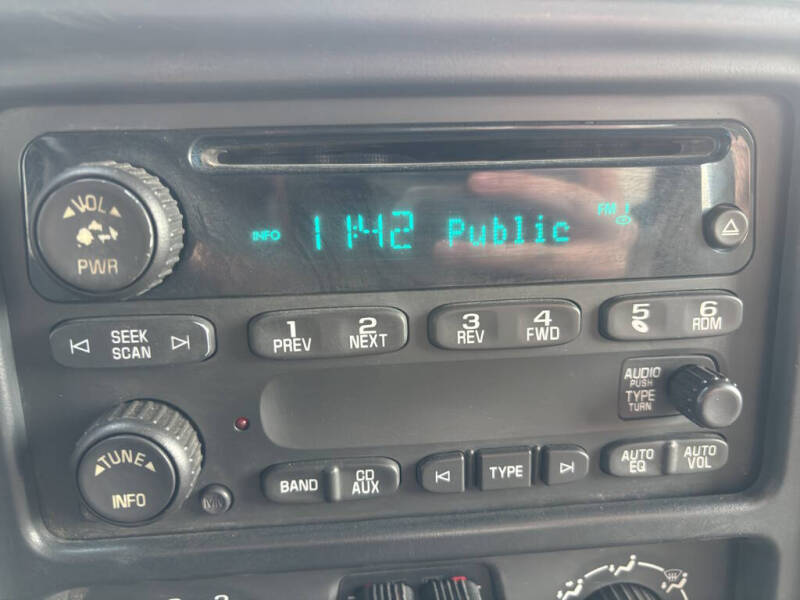 VOL
PWR
INFO 11:42 Public FM 1
SEEK
SCAN
1
PREV
2
NEXT
3
REV
4
FWD
5
6
RDM
AUDIO
PUSH
TYPE
TURN
TUNE
INFO
BAND
CD
AUX
TYPE
AUTO
EQ
AUTO
VOL